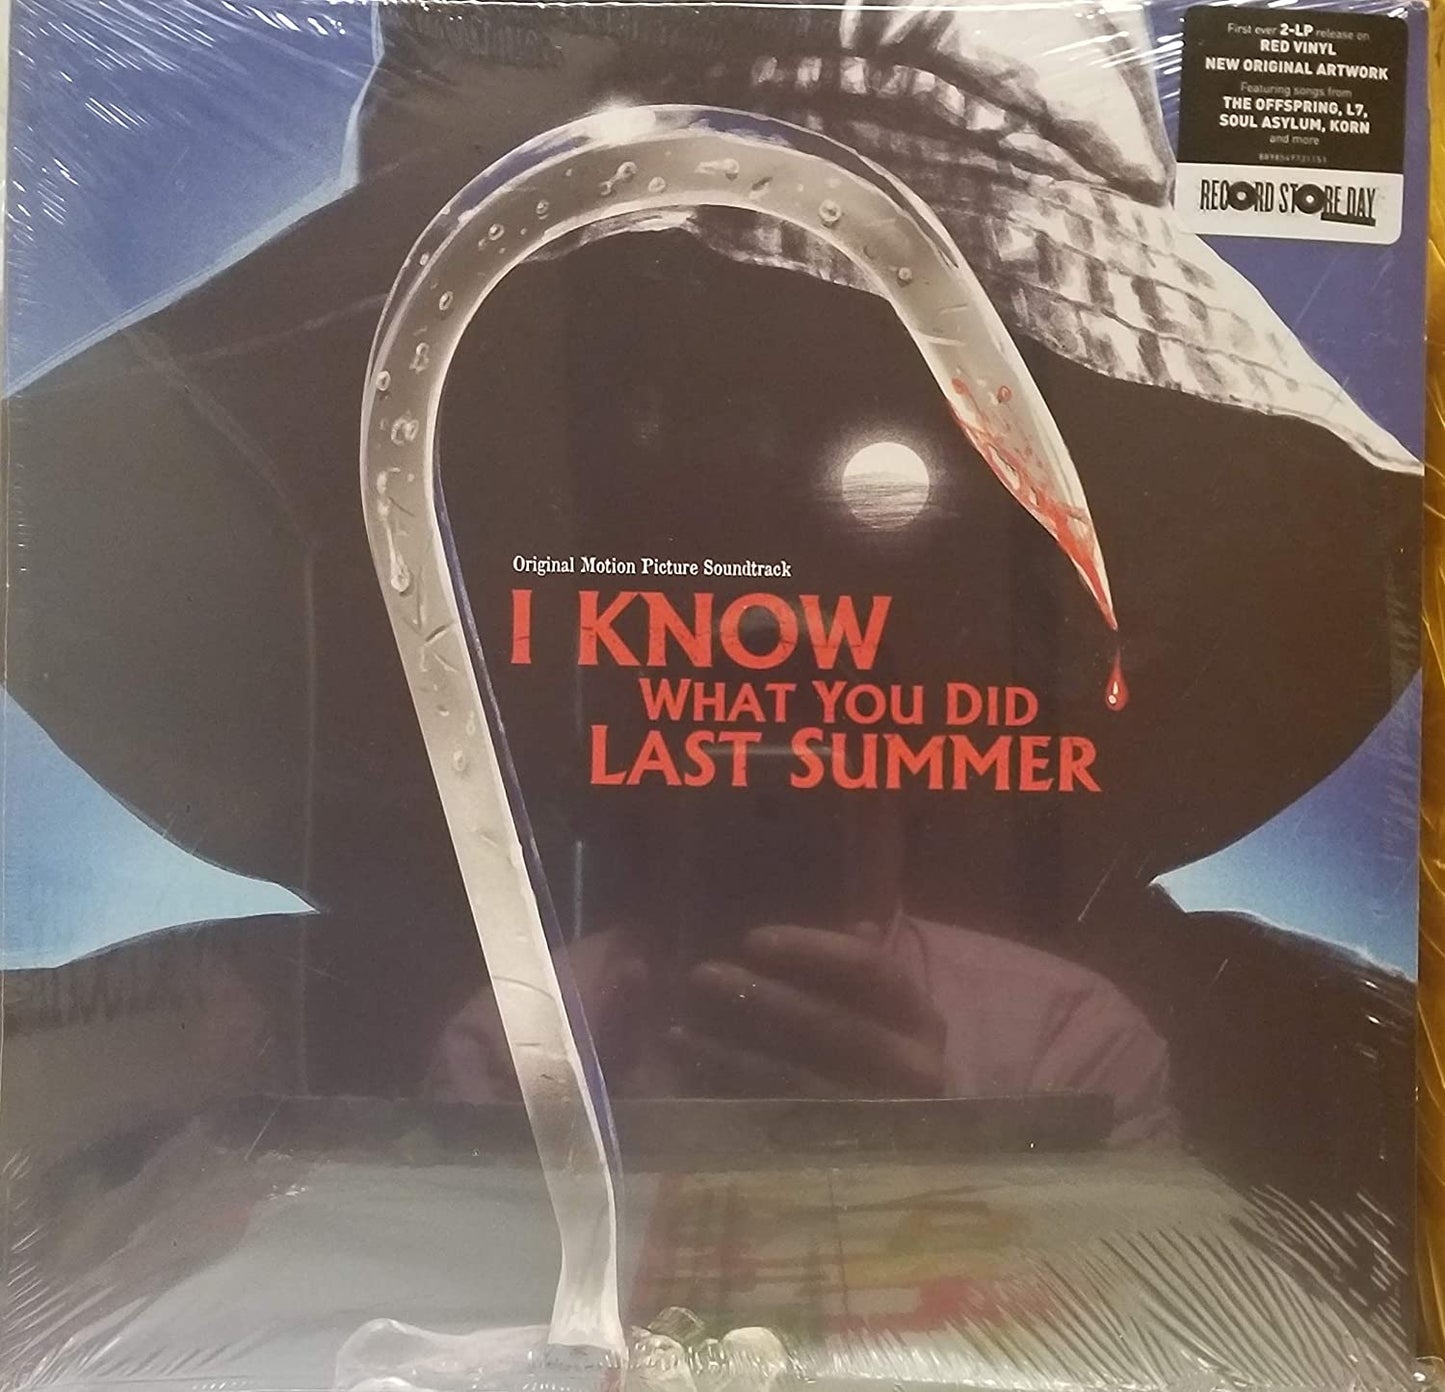 First ever 2-LP release on
RED VINYL
NEW ORIGINAL ARTWORK
Featuring songs from
THE OFFSPRING, L7,
SOUL ASYLUM, KORN
and more
RECORD STORE DAY
Original Motion Picture Soundtrack
I KNOW
WHAT YOU DID
LAST SUMMER